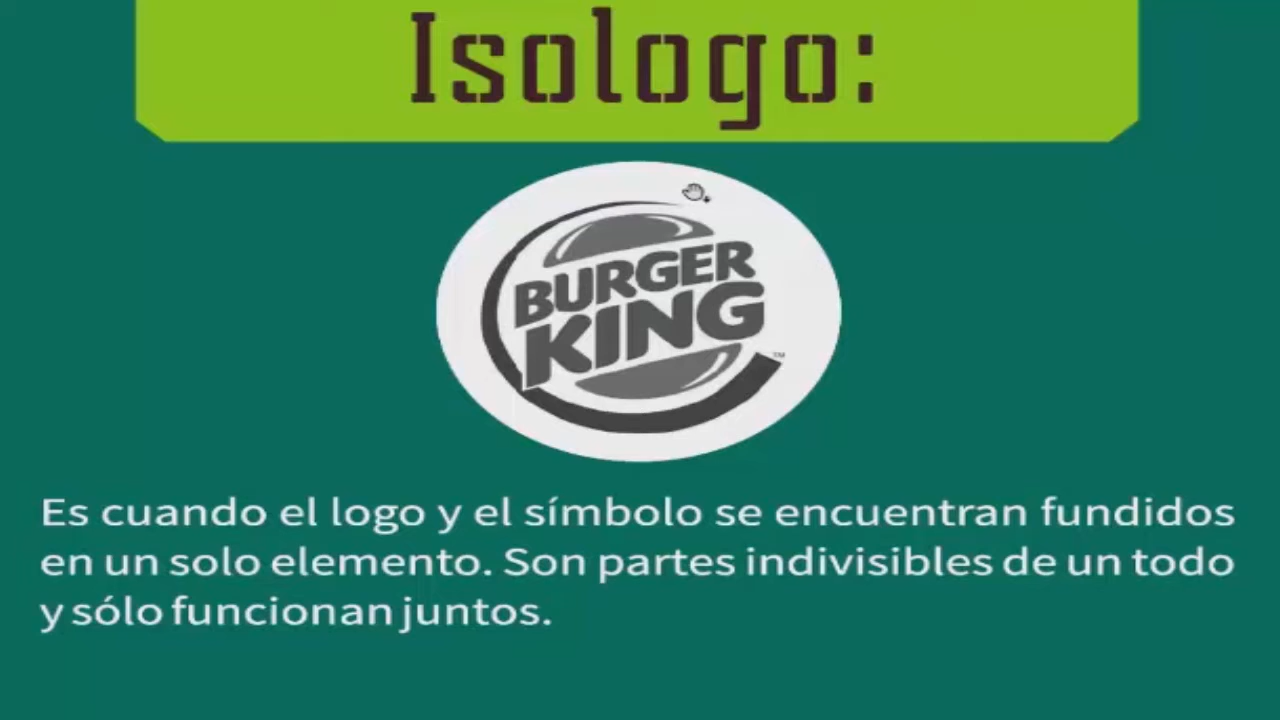 Isologo:
BURGER
KING
TM
Es cuando el logo y el símbolo se encuentran fundidos
en un solo elemento. Son partes indivisibles de un todo
y sólo funcionan juntos.